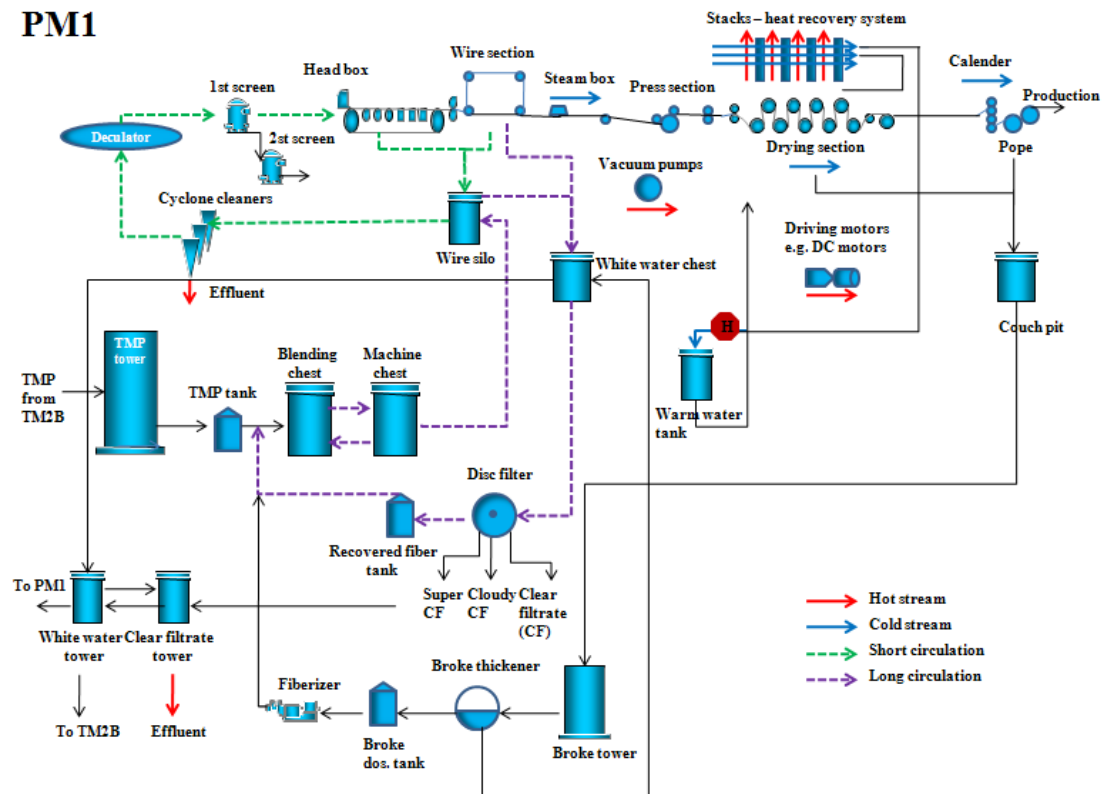 PM1
Stacks – heat recovery system
Wire section
Head box
Steam box
Press section
Calender
Production
1st screen
Deculator
2st screen
Drying section
Pope
Vacuum pumps
Cyclone cleaners
Driving motors
e.g. DC motors
Wire silo
White water chest
Effluent
Couch pit
H
TMP
tower
Blending
chest
Machine
chest
TMP
from
TM2B
TMP tank
Warm water
tank
Disc filter
Recovered fiber
tank
Super
CF
Cloudy
CF
Clear
filtrate
(CF)
To PM1
White water
tower
Clear filtrate
tower
Hot stream
Cold stream
Short circulation
Long circulation
Broke thickener
Fiberizer
To TM2B
Effluent
Broke
dos. tank
Broke tower